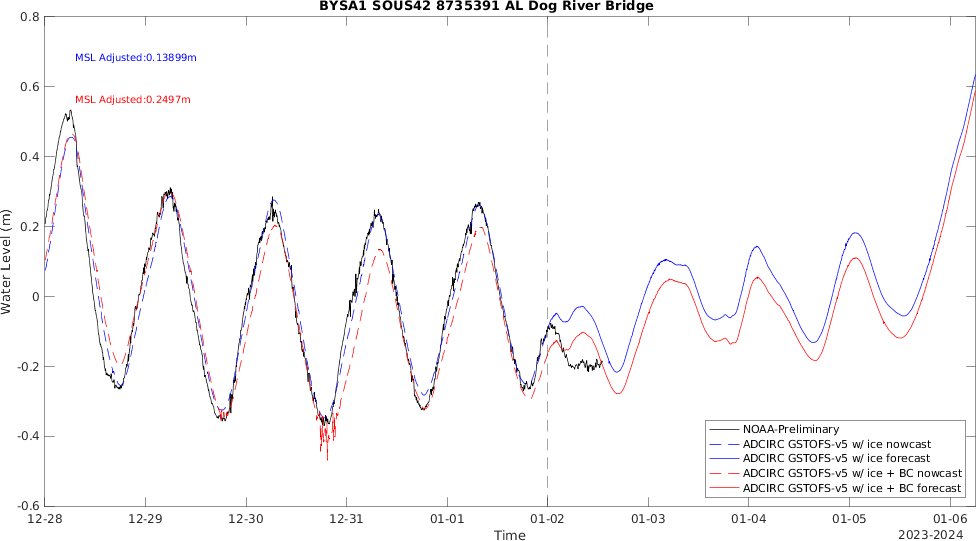 BYSA1 SOUS42 8735391 AL Dog River Bridge
MSL Adjusted:0.13899m
MSL Adjusted:0.2497m
Water Level (m)
0.8
0.6
0.4
0.2
0
-0.2
-0.4
-0.6
NOAA-Preliminary
ADCIRC GSTOFS-v5 w/ ice nowcast
ADCIRC GSTOFS-v5 w/ ice forecast
ADCIRC GSTOFS-v5 w/ ice + BC nowcast
ADCIRC GSTOFS-v5 w/ ice + BC forecast
12-28 12-29 12-30 12-31 01-01 01-02 01-03 01-04 01-05 01-06
Time
2023-2024